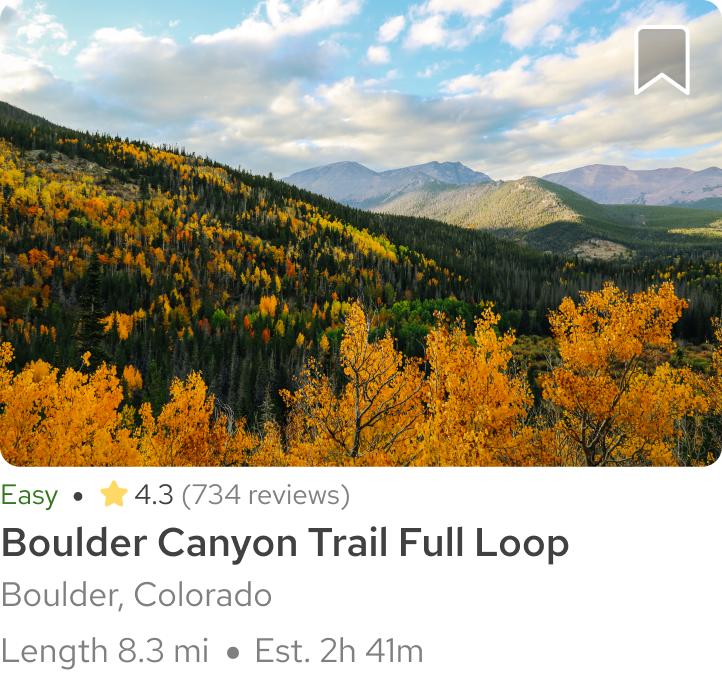 Easy • 4.3 (734 reviews)
Boulder Canyon Trail Full Loop
Boulder, Colorado
Length 8.3 mi • Est. 2h 41m